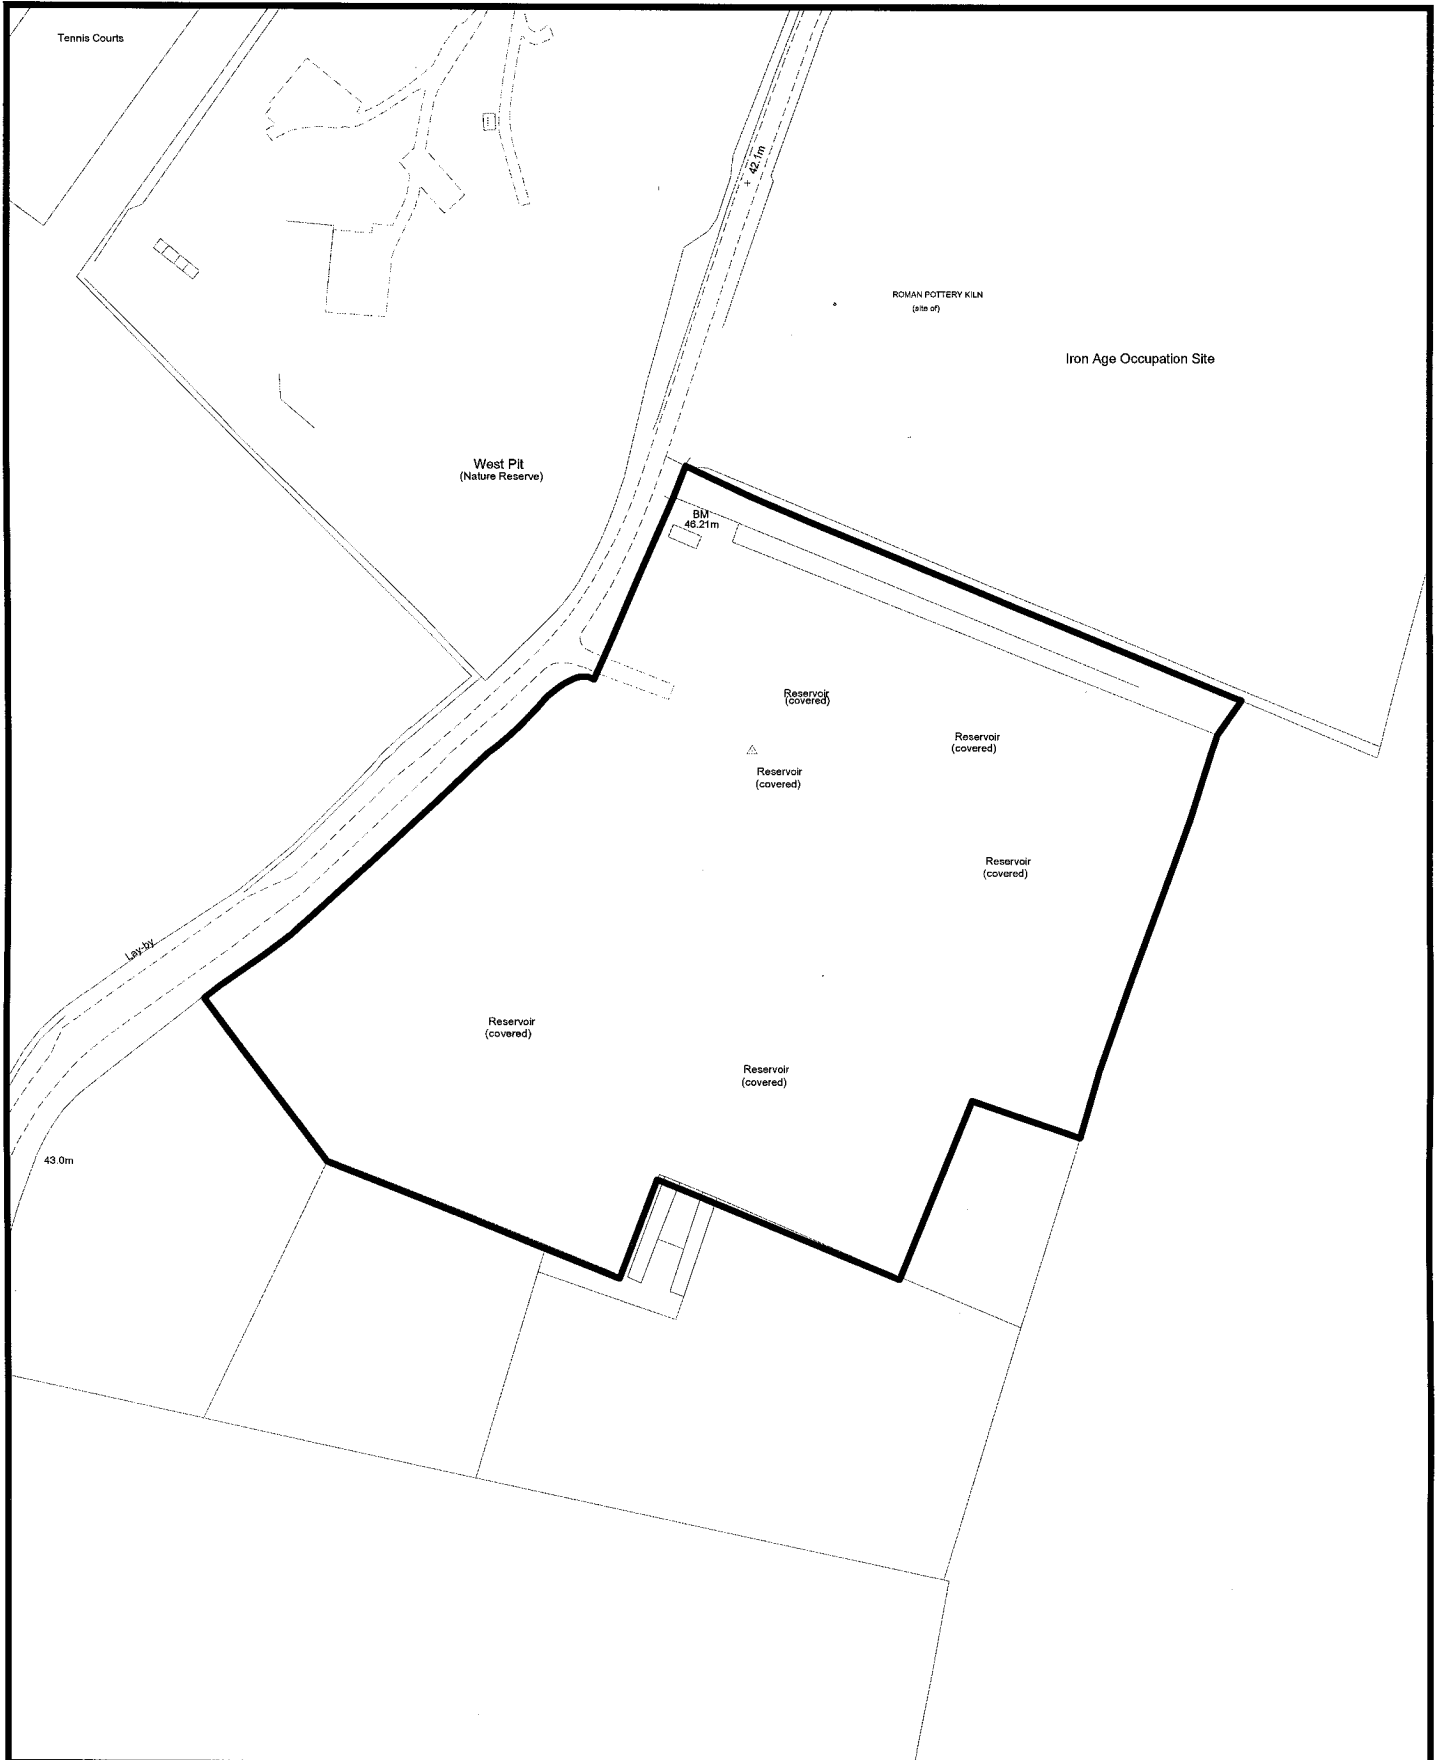 Tennis Courts
42.1m
ROMAN POTTERY KILN
(site of)
Iron Age Occupation Site
West Pit
(Nature Reserve)
BM
46.21m
Reservoir
(covered)
Reservoir
(covered)
Reservoir
(covered)
Reservoir
(covered)
Lay-by
Reservoir
(covered)
Reservoir
(covered)
43.0m